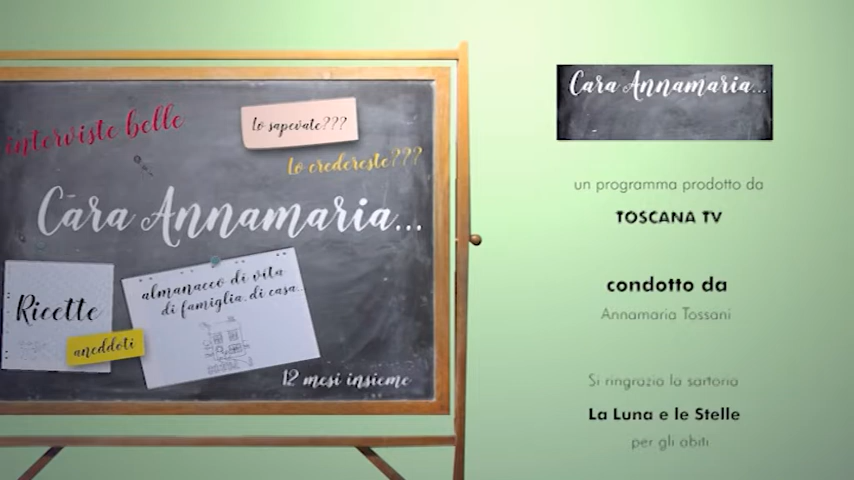 interviste belle
Lo sapevate???
Lo credereste???
Cara Annamaria...
Ricette
aneddoti
almanacco di vita
di famiglia, di casa...
12 mesi insieme
Cara Annamaria...
un programma prodotto da
TOSCANA TV
condotto da
Annamaria Tossani
Si ringrazia la sartoria
La Luna e le Stelle
per gli abiti